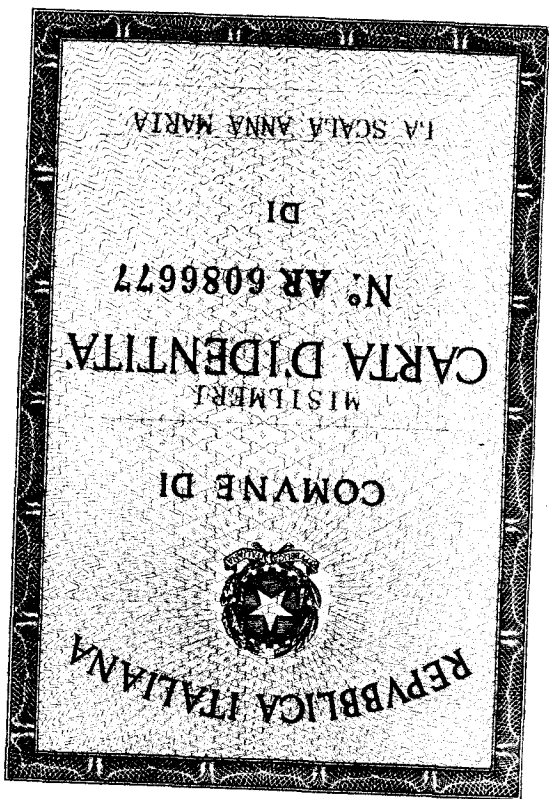 REPVBBLICA ITALIANA
COMVNE DI
MISILMERI
CARTA D'IDENTITA'
N.° AR 6086677
DI
LA SCALA ANNA MARIA